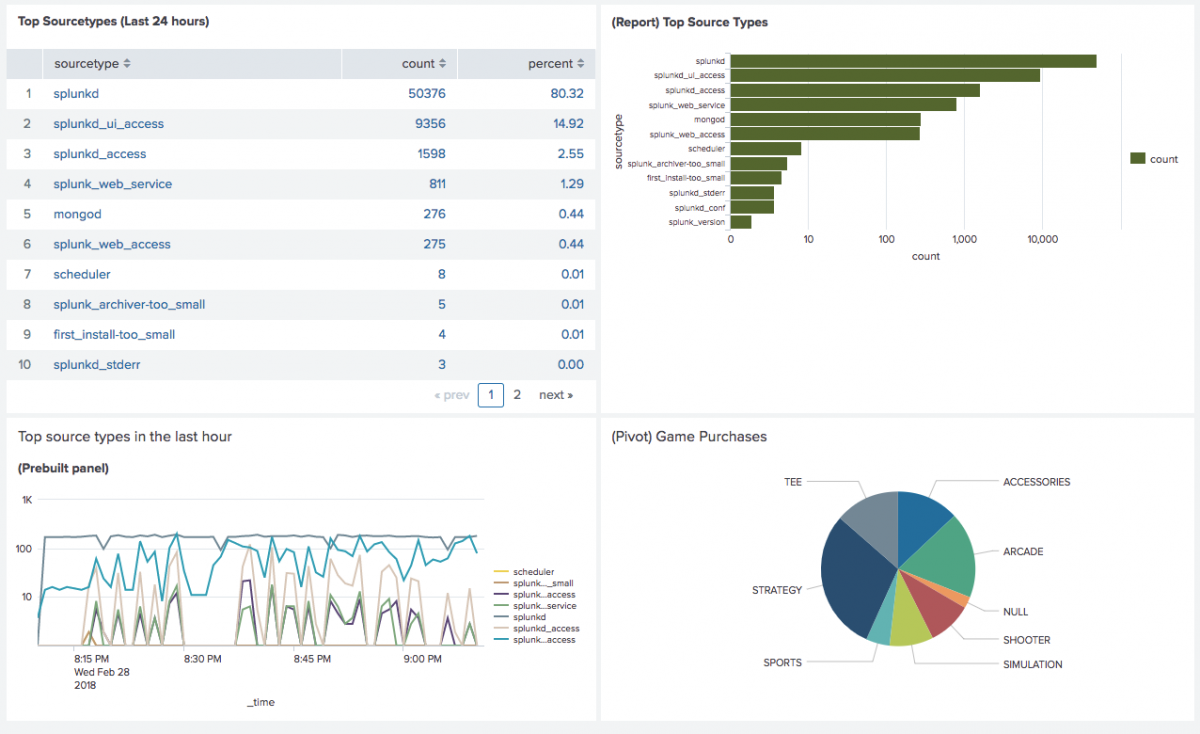 Top Sourcetypes (Last 24 hours)
sourcetype count percent
1 splunkd 50376 80.32
2 splunkd_ui_access 9356 14.92
3 splunkd_access 1598 2.55
4 splunk_web_service 811 1.29
5 mongod 276 0.44
6 splunk_web_access 275 0.44
7 scheduler 8 0.01
8 splunk_archiver-too_small 5 0.01
9 first_install-too_small 4 0.01
10 splunkd_stderr 3 0.00
« prev 1 2 next »
(Report) Top Source Types
sourcetype
splunkd
splunkd_ui_access
splunkd_access
splunk_web_service
mongod
splunk_web_access
scheduler
splunk_archiver-too_small
first_install-too_small
splunkd_stderr
splunkd_conf
splunk_version
0 10 100 1,000 10,000
count
count
Top source types in the last hour
(Prebuilt panel)
1K
100
10
8:15 PM 8:30 PM 8:45 PM 9:00 PM
Wed Feb 28
2018
_time
scheduler
splunk..._small
splunk...access
splunk...service
splunkd
splunkd_access
splunk...access
(Pivot) Game Purchases
TEE
ACCESSORIES
ARCADE
STRATEGY
NULL
SHOOTER
SPORTS
SIMULATION